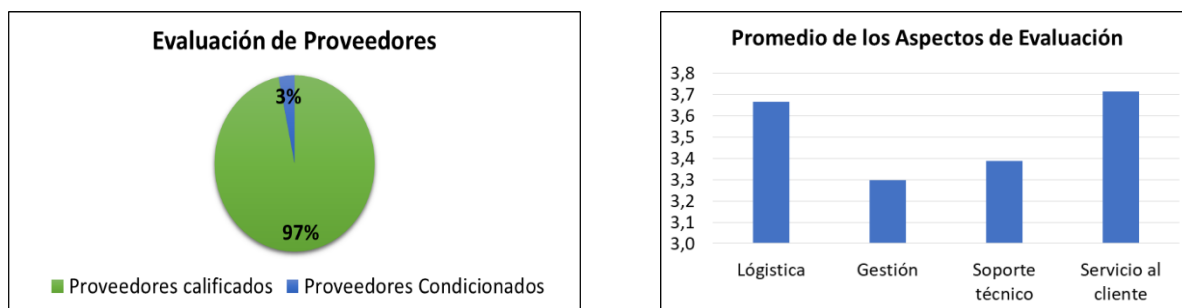 Evaluación de Proveedores
3%
97%
Proveedores calificados
Proveedores Condicionados
Promedio de los Aspectos de Evaluación
3,8
3,7
3,6
3,5
3,4
3,3
3,2
3,1
3,0
Lógistica
Gestión
Soporte
técnico
Servicio al
cliente